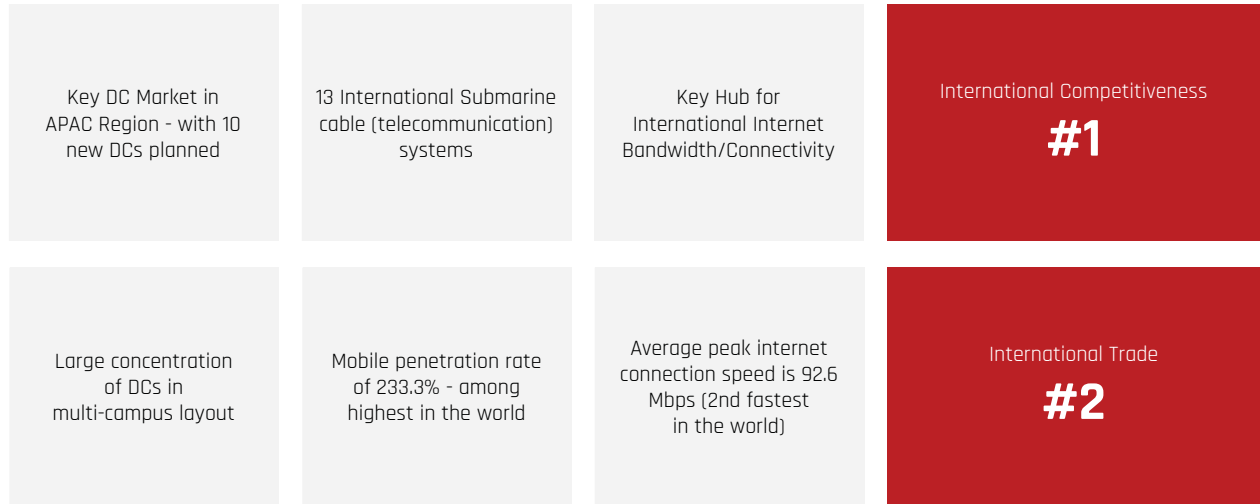 Key DC Market in
APAC Region - with 10
new DCs planned
13 International Submarine
cable (telecommunication)
systems
Key Hub for
International Internet
Bandwidth/Connectivity
International Competitiveness
#1
Large concentration
of DCs in
multi-campus layout
Mobile penetration rate
of 233.3% - among
highest in the world
Average peak internet
connection speed is 92.6
Mbps (2nd fastest
in the world)
International Trade
#2